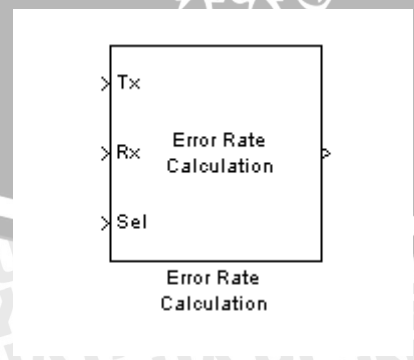 Tx
Error Rate
Rx
Calculation
Sel
Error Rate
Calculation